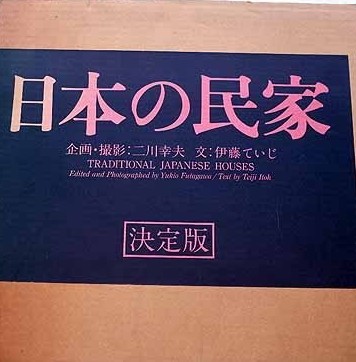 日本の民家
企画・撮影：二川幸夫 文：伊藤ていじ
TRADITIONAL JAPANESE HOUSES
Edited and Photographed by Yukio Futagawa / Text by Teiji Itoh
決定版